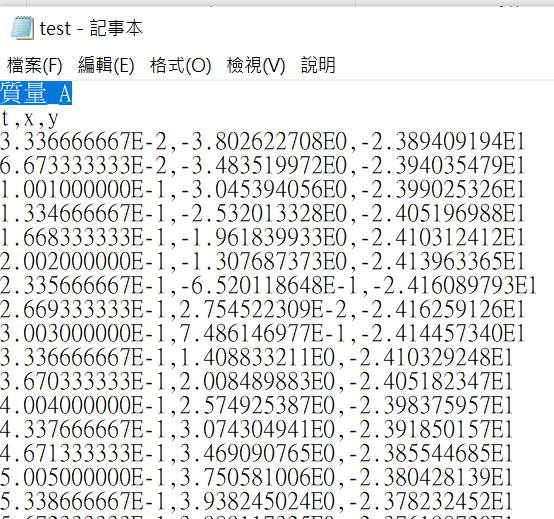 test - 記事本
檔案(F) 編輯(E) 格式(O) 檢視(V) 說明
質量_A
t,x,y
3.336666667E-2,-3.802622708E0,-2.389409194E1
6.673333333E-2,-3.483519972E0,-2.394035479E1
1.001000000E-1,-3.045394056E0,-2.399025326E1
1.334666667E-1,-2.532013328E0,-2.405196988E1
1.668333333E-1,-1.961839933E0,-2.410312412E1
2.002000000E-1,-1.307687373E0,-2.413963365E1
2.335666667E-1,-6.520118648E-1,-2.416089793E1
2.669333333E-1,2.754522309E-2,-2.416259126E1
3.003000000E-1,7.486146977E-1,-2.414457340E1
3.336666667E-1,1.408833211E0,-2.410329248E1
3.670333333E-1,2.008489883E0,-2.405182347E1
4.004000000E-1,2.574925387E0,-2.398375957E1
4.337666667E-1,3.074304941E0,-2.391850157E1
4.671333333E-1,3.469090765E0,-2.385544685E1
5.005000000E-1,3.750581006E0,-2.380428139E1
5.338666667E-1,3.938245024E0,-2.378232452E1